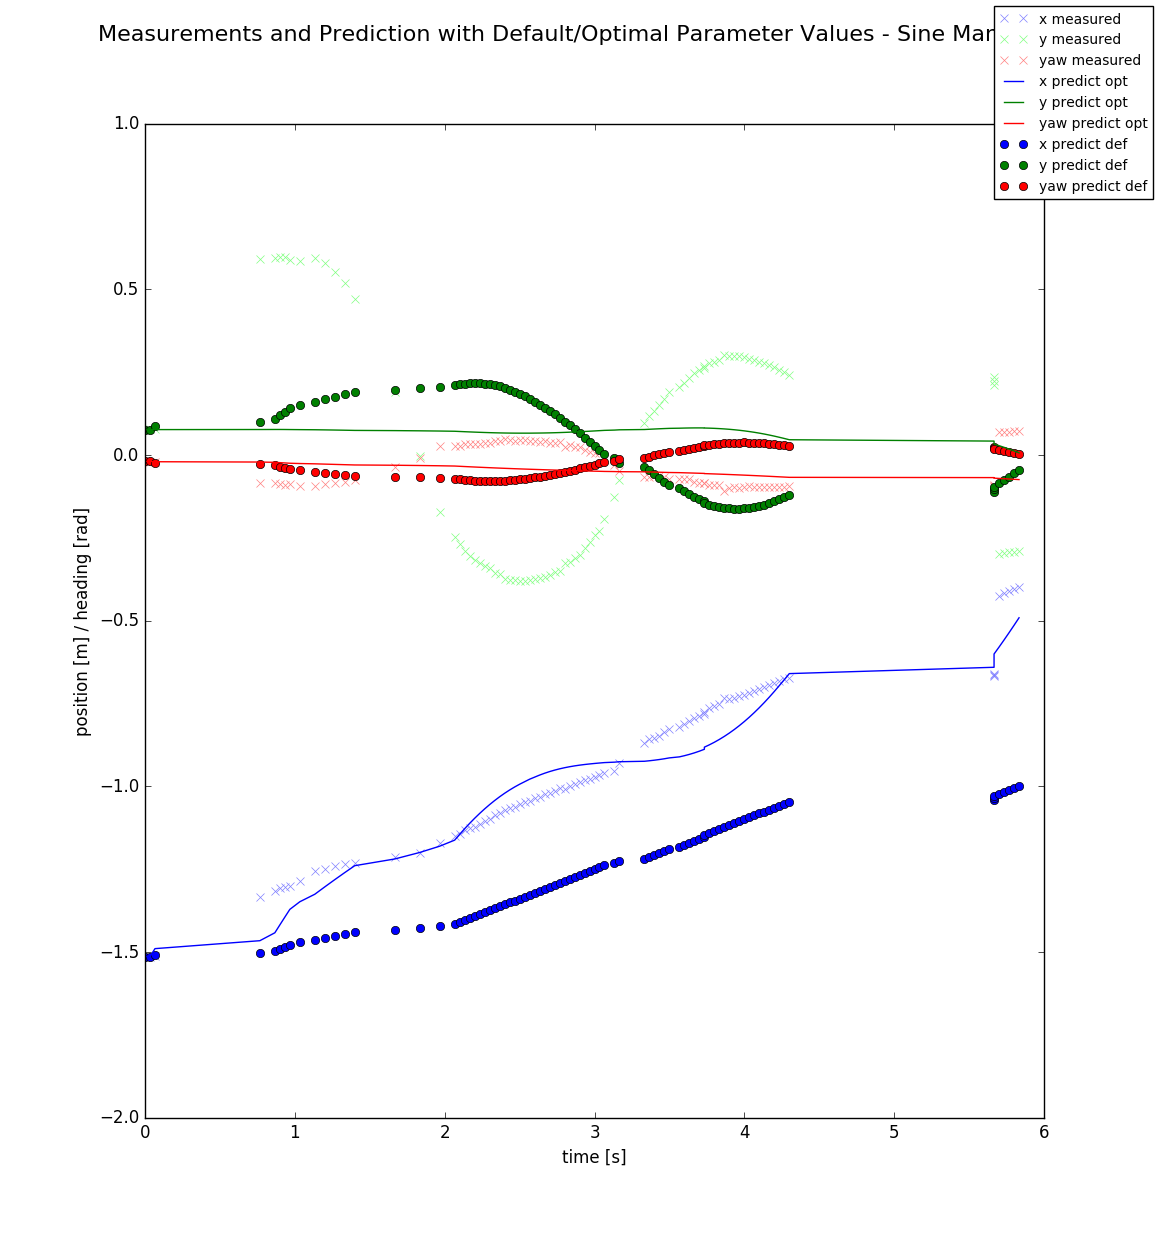 Measurements and Prediction with Default/Optimal Parameter Values - Sine
x measured
y measured
yaw measured
x predict opt
y predict opt
yaw predict opt
x predict def
y predict def
yaw predict def
1.0
0.5
0.0
−0.5
−1.0
−1.5
−2.0
position [m] / heading [rad]
0 1 2 3 4 5 6
time [s]